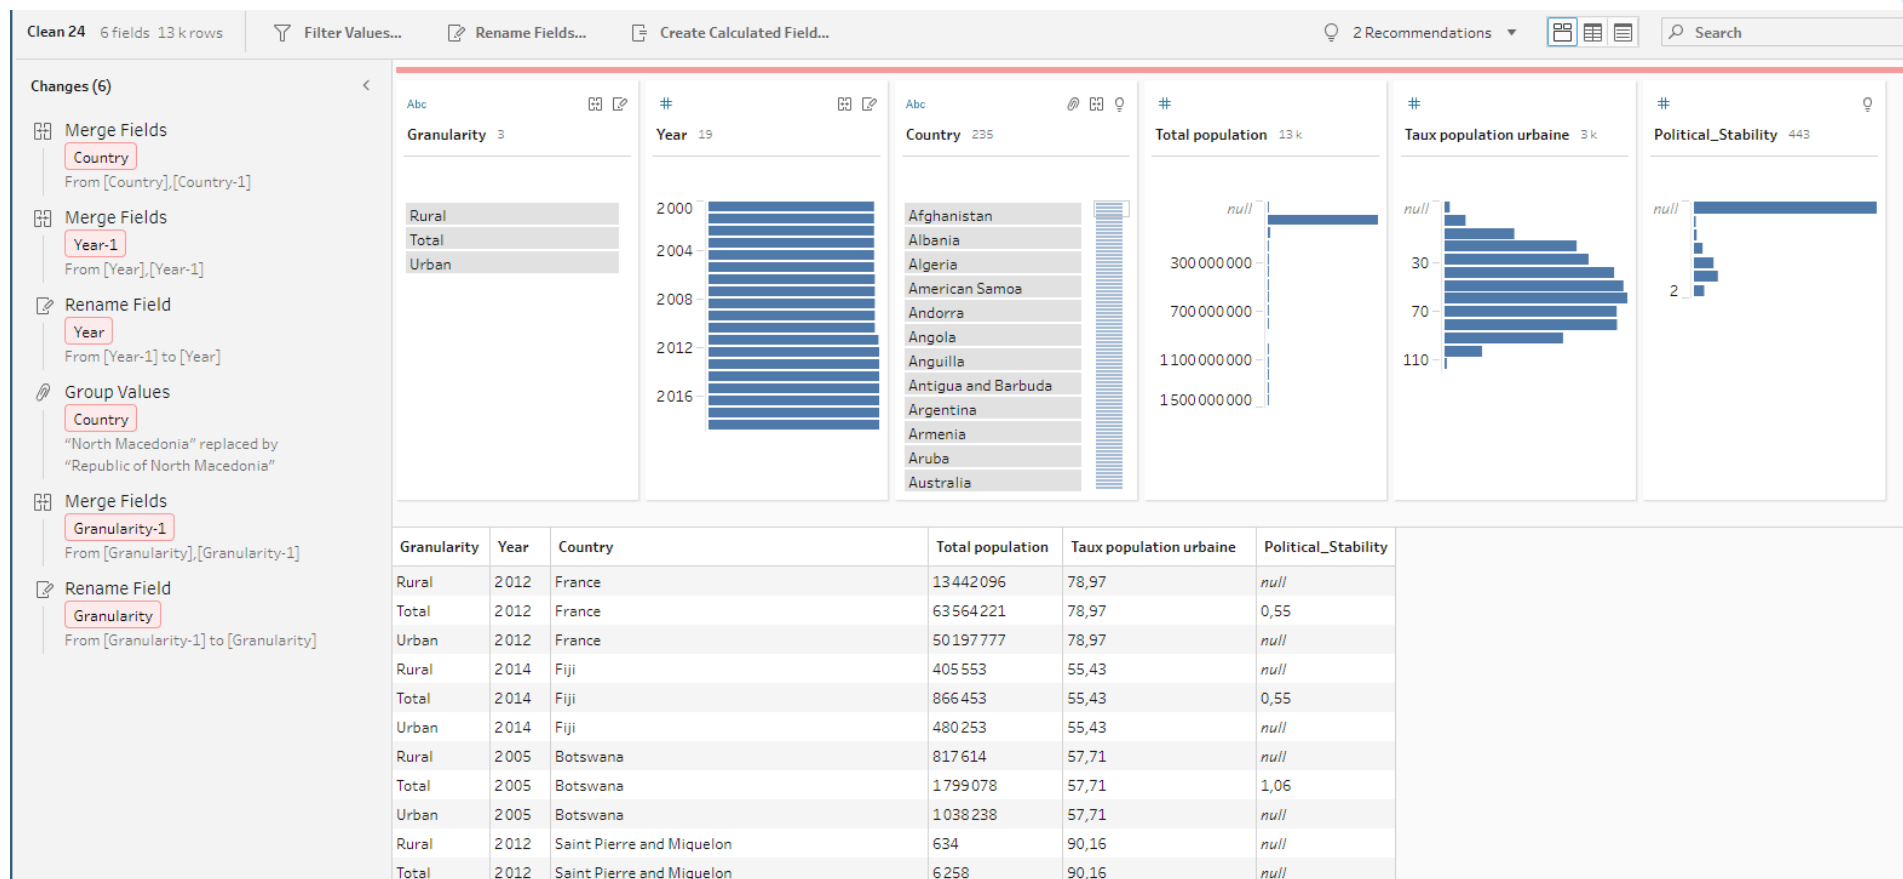 Clean 24 6 fields 13 k rows Filter Values... Rename Fields... Create Calculated Field... 2 Recommendations Search
Changes (6)
Merge Fields
Country
From [Country],[Country-1]
Merge Fields
Year-1
From [Year],[Year-1]
Rename Field
Year
From [Year-1] to [Year]
Group Values
Country
“North Macedonia” replaced by
“Republic of North Macedonia”
Merge Fields
Granularity-1
From [Granularity],[Granularity-1]
Rename Field
Granularity
From [Granularity-1] to [Granularity]
Abc
Granularity 3
Rural
Total
Urban
#
Year 19
2000
2004
2008
2012
2016
Abc
Country 235
Afghanistan
Albania
Algeria
American Samoa
Andorra
Angola
Anguilla
Antigua and Barbuda
Argentina
Armenia
Aruba
Australia
#
Total population 13 k
null
300 000 000
700 000 000
1 100 000 000
1 500 000 000
#
Taux population urbaine 3 k
null
30
70
110
#
Political_Stability 443
null
2
Granularity Year Country Total population Taux population urbaine Political_Stability
Rural 2012 France 13 442 096 78,97 null
Total 2012 France 63 564 221 78,97 0,55
Urban 2012 France 50 197 777 78,97 null
Rural 2014 Fiji 405 553 55,43 null
Total 2014 Fiji 866 453 55,43 0,55
Urban 2014 Fiji 480 253 55,43 null
Rural 2005 Botswana 817 614 57,71 null
Total 2005 Botswana 1 799 078 57,71 1,06
Urban 2005 Botswana 1 038 238 57,71 null
Rural 2012 Saint Pierre and Miquelon 634 90,16 null
Total 2012 Saint Pierre and Miquelon 6 258 90,16 null